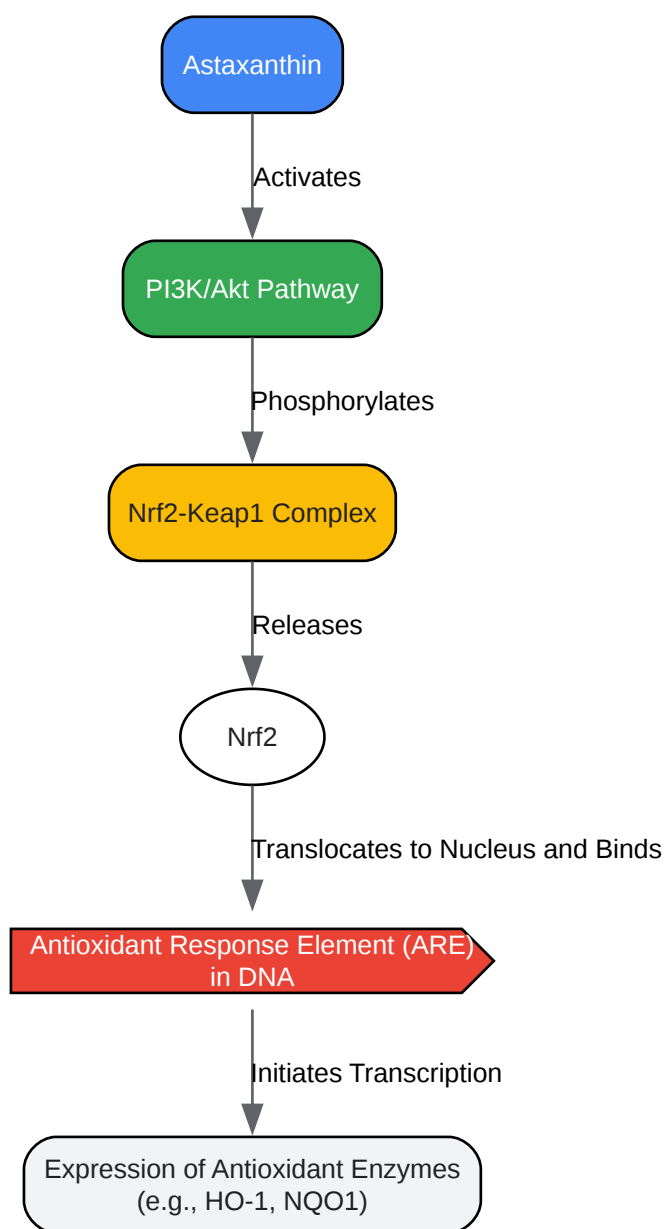 Astaxanthin
Activates
PI3K/Akt Pathway
Phosphorylates
Nrf2-Keap1 Complex
Releases
Nrf2
Translocates to Nucleus and Binds
Antioxidant Response Element (ARE)
in DNA
Initiates Transcription
Expression of Antioxidant Enzymes
(e.g., HO-1, NQO1)